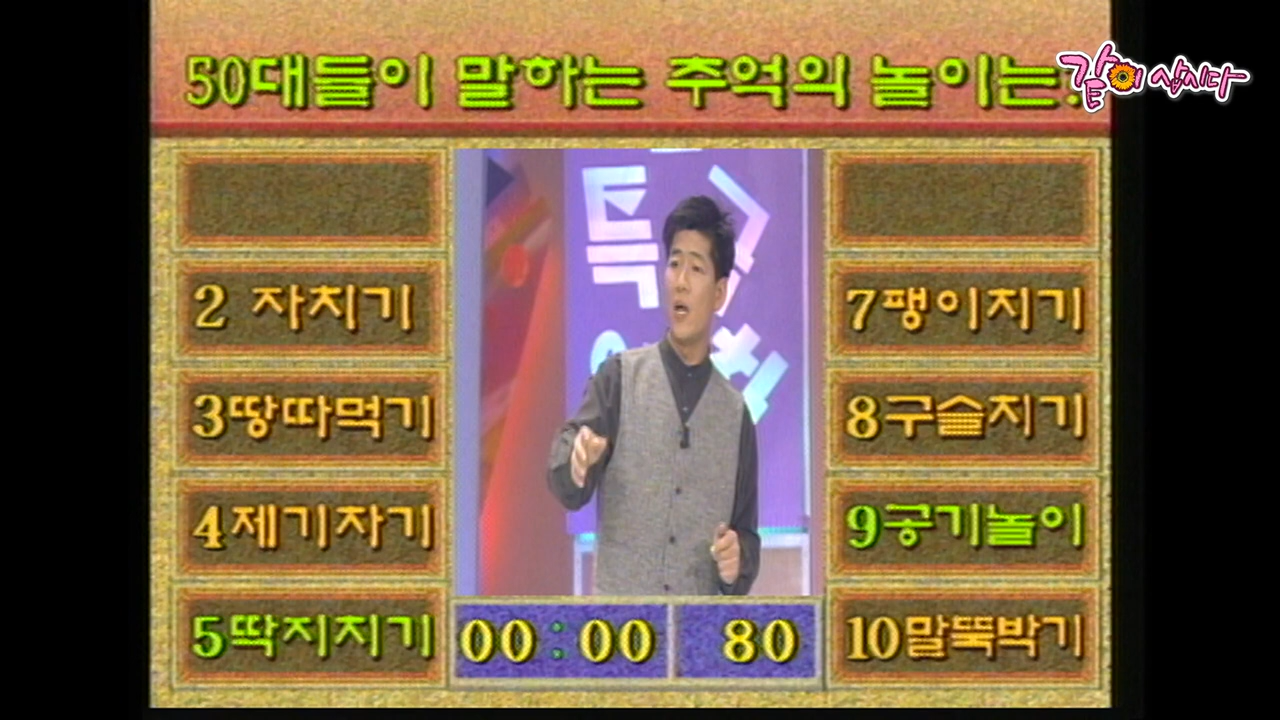 50대들이 말하는 추억의 놀이는?
같이 삽시다
2 자치기
3 땅따먹기
4 제기차기
5 딱지치기
특급
00:00 80
7 팽이치기
8 구슬치기
9 공기놀이
10 말뚝박기